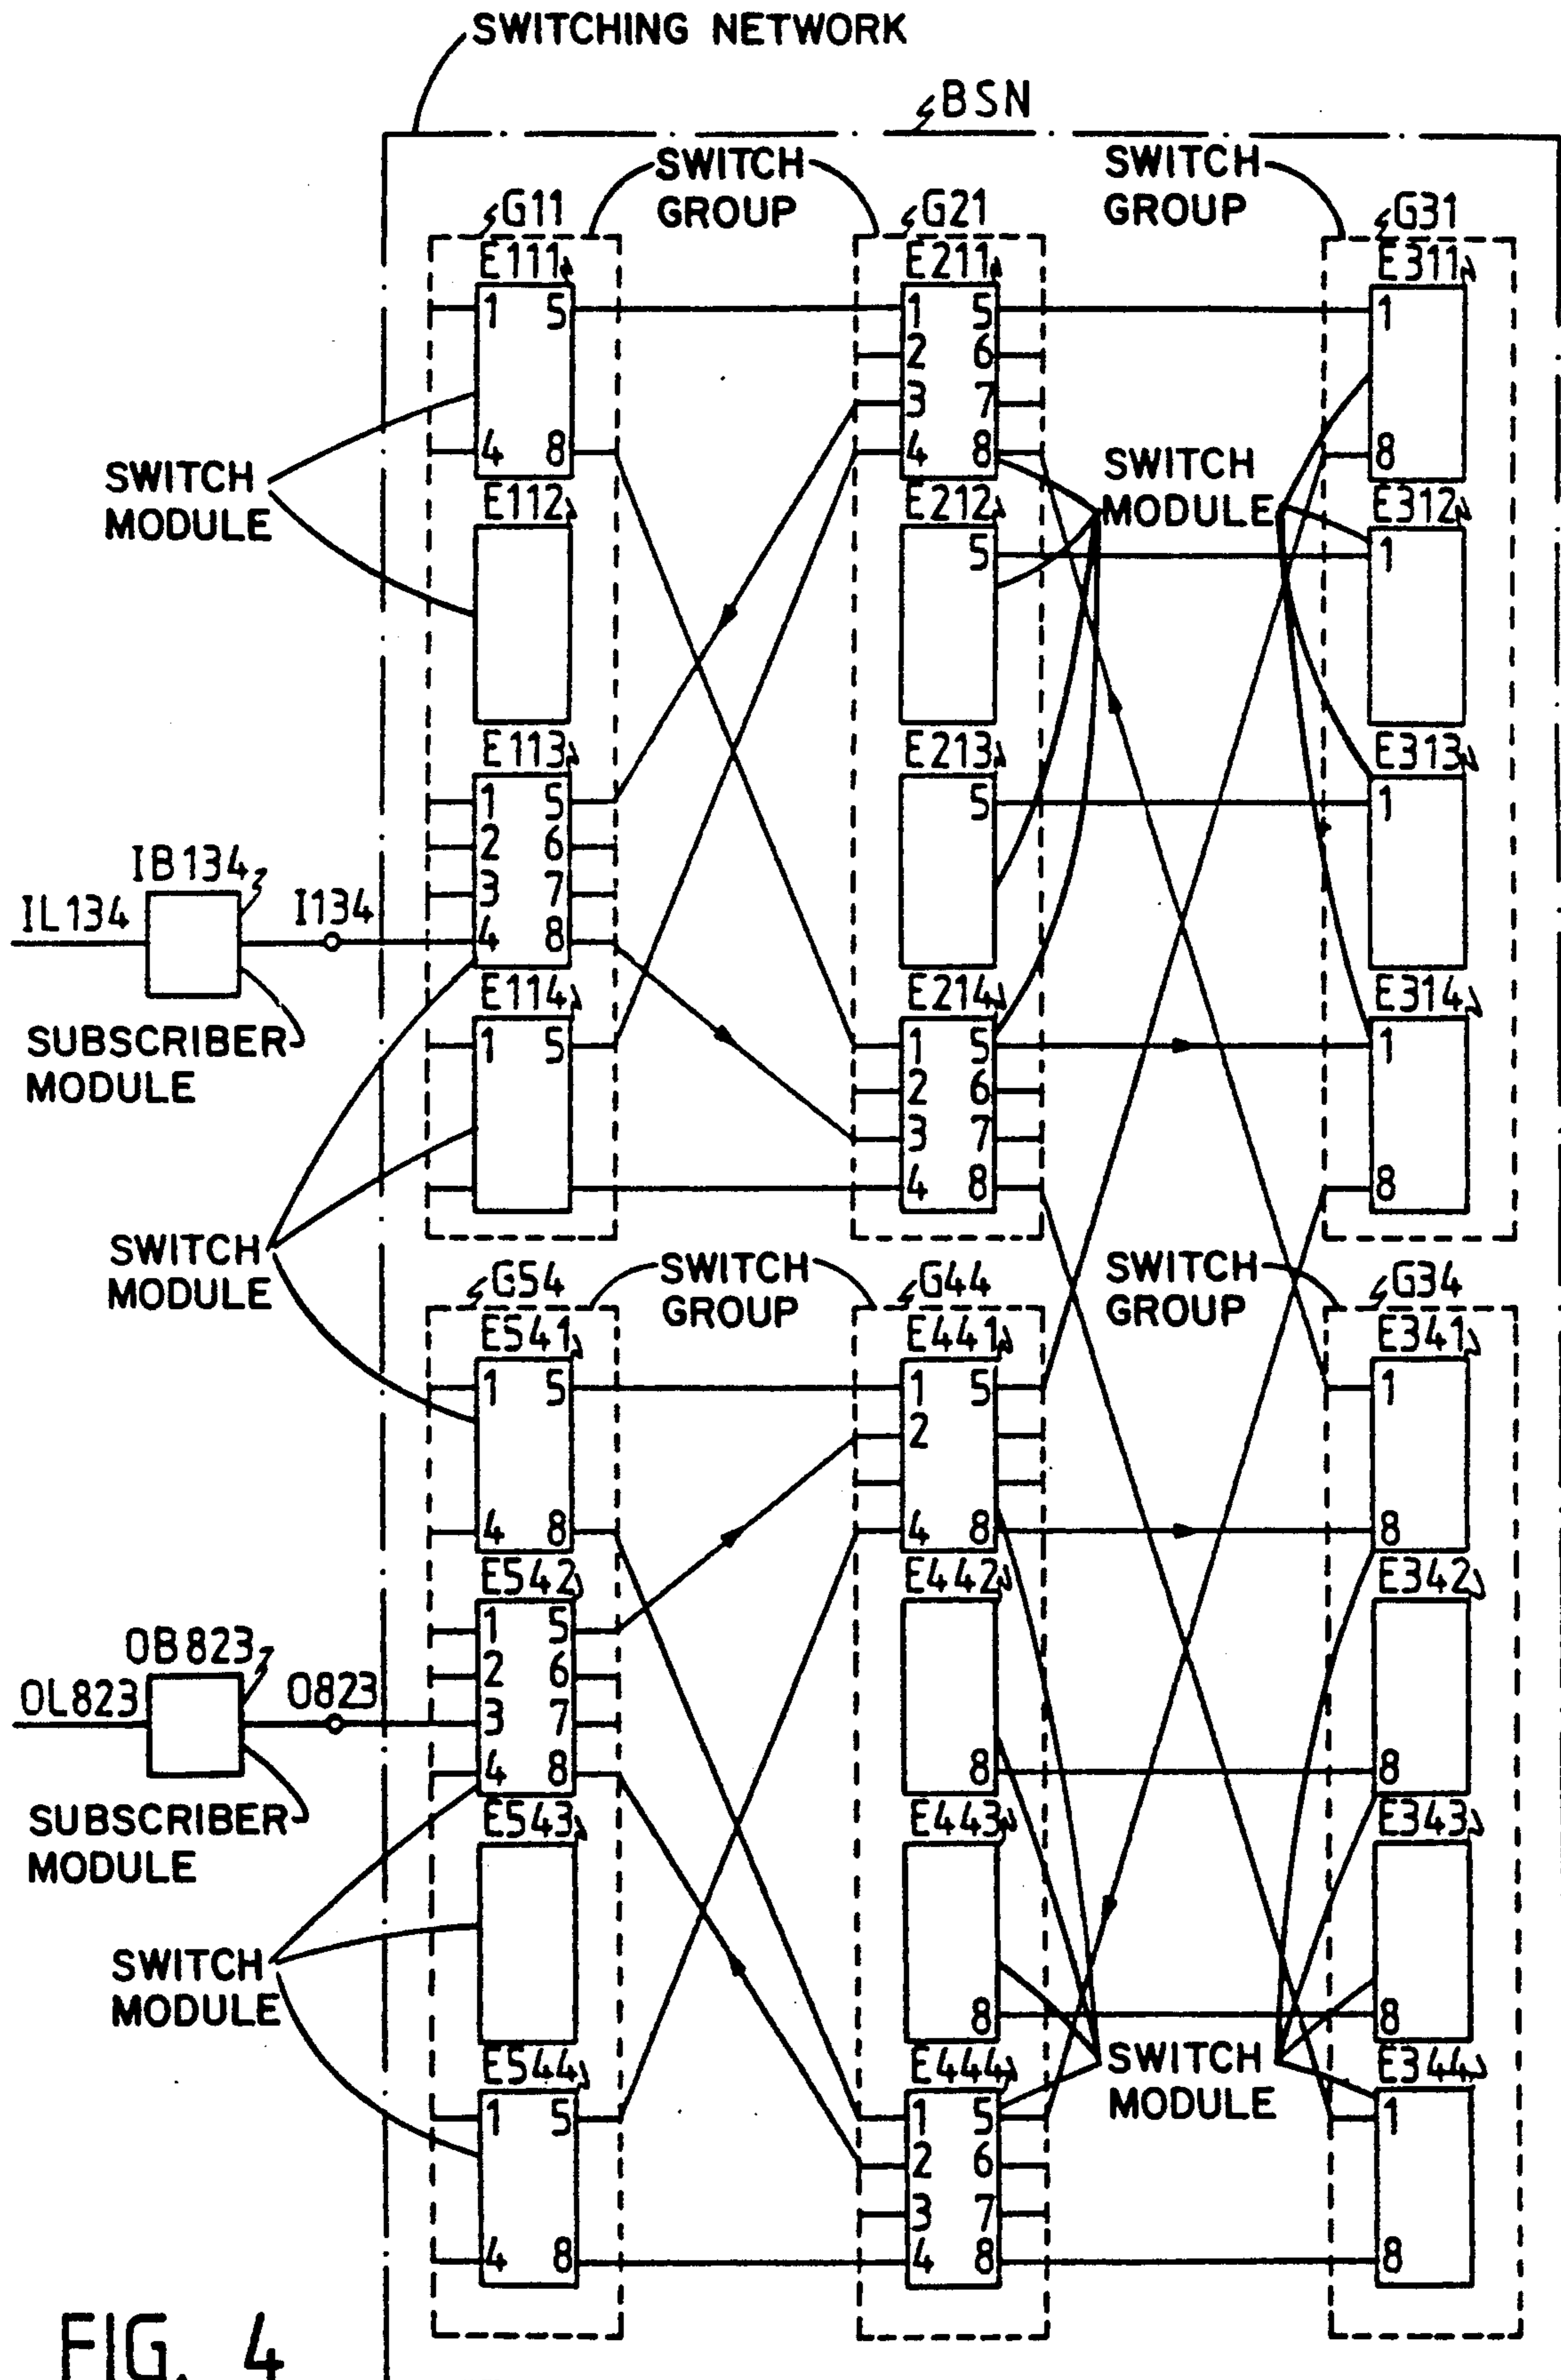 SWITCHING NETWORK
BSN
SWITCH GROUP
SWITCH GROUP
G11
G21
G31
E111
E211
E311
1 5
1 5
1
2 6
3 7
4 8
4 8
8
SWITCH MODULE
SWITCH MODULE
E112
E212
E312
5
1
E113
E213
E313
1 5
5
1
2 6
3 7
4 8
IB134
IL134
I134
SUBSCRIBER MODULE
E114
E214
E314
1 5
1 5
1
2 6
3 7
4 8
8
SWITCH MODULE
SWITCH GROUP
SWITCH GROUP
G54
G44
G34
E541
E441
E341
1 5
1 5
1
2
4 8
4 8
8
E542
E442
E342
1 5
2 6
3 7
4 8
8
8
OB823
OL823
O823
SUBSCRIBER MODULE
E543
E443
E343
8
8
SWITCH MODULE
SWITCH MODULE
E544
E444
E344
1 5
1 5
1
2 6
3 7
4 8
4 8
8
FIG. 4